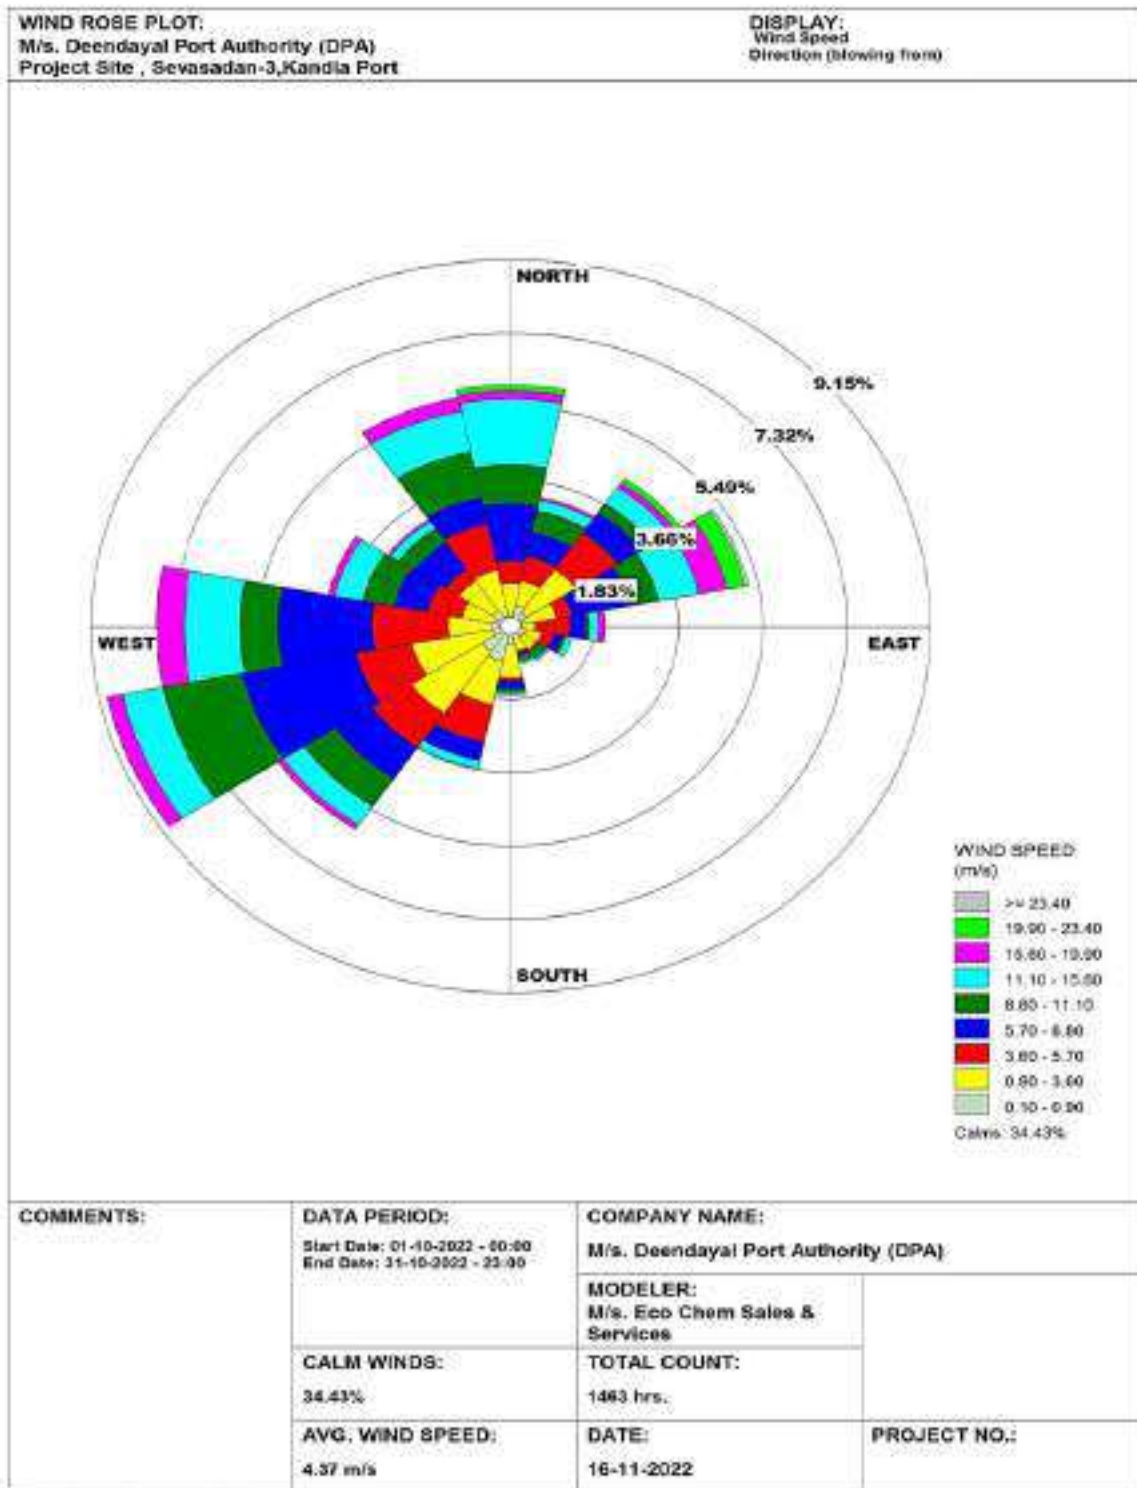 WIND ROSE PLOT:
M/s. Deendayal Port Authority (DPA)
Project Site , Sevasadan-3,Kandla Port
DISPLAY:
Wind Speed
Direction (blowing from)
NORTH
9.15%
7.32%
5.49%
3.66%
1.83%
WEST
EAST
SOUTH
WIND SPEED
(m/s)
>= 23.40
19.90 - 23.40
15.60 - 19.90
11.10 - 15.60
8.80 - 11.10
5.70 - 8.80
3.60 - 5.70
0.90 - 3.60
0.10 - 0.90
Calms: 34.43%
COMMENTS:
DATA PERIOD:
Start Date: 01-10-2022 - 00:00
End Date: 31-10-2022 - 23:00
COMPANY NAME:
M/s. Deendayal Port Authority (DPA)
MODELER:
M/s. Eco Chem Sales &
Services
CALM WINDS:
34.43%
TOTAL COUNT:
1463 hrs.
AVG. WIND SPEED:
4.37 m/s
DATE:
16-11-2022
PROJECT NO.: